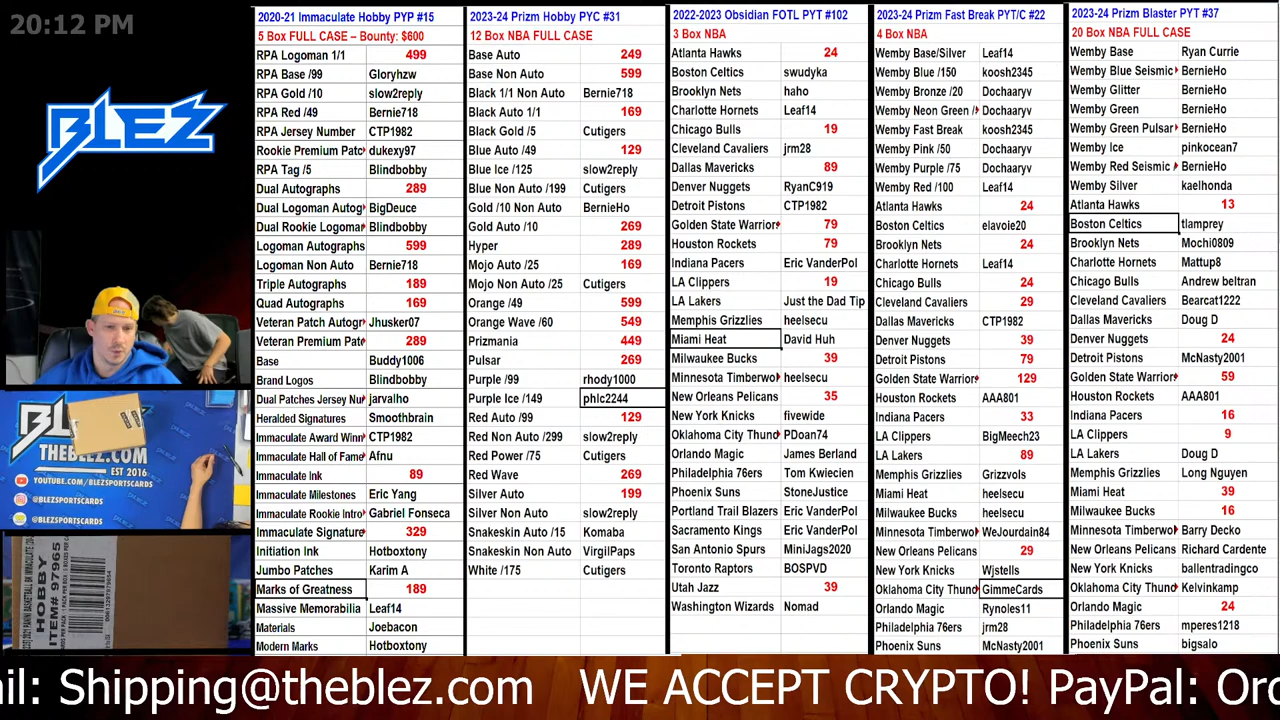 20:12 PM
BLEZ
BLEZ
THEBLEZ.COM
EST 2016
YOUTUBE.COM/BLEZSPORTSCARDS
@BLEZSPORTSCARDS
@BLEZSPORTSCARDS
HOBBY
ITEM# 97965
2020-21 Immaculate Hobby PYP #15
5 Box FULL CASE – Bounty: $600
RPA Logoman 1/1 499
RPA Base /99 Gloryhzw
RPA Gold /10 slow2reply
RPA Red /49 Bernie718
RPA Jersey Number CTP1982
Rookie Premium Patc dukexy97
RPA Tag /5 Blindbobby
Dual Autographs 289
Dual Logoman Autog BigDeuce
Dual Rookie Logoma Blindbobby
Logoman Autographs 599
Logoman Non Auto Bernie718
Triple Autographs 189
Quad Autographs 169
Veteran Patch Autogr Jhusker07
Veteran Premium Pat 289
Base Buddy1006
Brand Logos Blindbobby
Dual Patches Jersey Nu jarvalho
Heralded Signatures Smoothbrain
Immaculate Award Winn CTP1982
Immaculate Hall of Fame Afnu
Immaculate Ink 89
Immaculate Milestones Eric Yang
Immaculate Rookie Intro Gabriel Fonseca
Immaculate Signature 329
Initiation Ink Hotboxtony
Jumbo Patches Karim A
Marks of Greatness 189
Massive Memorabilia Leaf14
Materials Joebacon
Modern Marks Hotboxtony
2023-24 Prizm Hobby PYC #31
12 Box NBA FULL CASE
Base Auto 249
Base Non Auto 599
Black 1/1 Non Auto Bernie718
Black Auto 1/1 169
Black Gold /5 Cutigers
Blue Auto /49 129
Blue Ice /125 slow2reply
Blue Non Auto /199 Cutigers
Gold /10 Non Auto BernieHo
Gold Auto /10 269
Hyper 289
Mojo Auto /25 169
Mojo Non Auto /25 Cutigers
Orange /49 599
Orange Wave /60 549
Prizmania 449
Pulsar 269
Purple /99 rhody1000
Purple Ice /149 phlc2244
Red Auto /99 129
Red Non Auto /299 slow2reply
Red Power /75 Cutigers
Red Wave 269
Silver Auto 199
Silver Non Auto slow2reply
Snakeskin Auto /15 Komaba
Snakeskin Non Auto VirgilPaps
White /175 Cutigers
2022-2023 Obsidian FOTL PYT #102
3 Box NBA
Atlanta Hawks 24
Boston Celtics swudyka
Brooklyn Nets haho
Charlotte Hornets Leaf14
Chicago Bulls 19
Cleveland Cavaliers jrm28
Dallas Mavericks 89
Denver Nuggets RyanC919
Detroit Pistons CTP1982
Golden State Warrior 79
Houston Rockets 79
Indiana Pacers Eric VanderPol
LA Clippers 19
LA Lakers Just the Dad Tip
Memphis Grizzlies heelsecu
Miami Heat David Huh
Milwaukee Bucks 39
Minnesota Timberwo heelsecu
New Orleans Pelicans 35
New York Knicks fivewide
Oklahoma City Thund PDoan74
Orlando Magic James Berland
Philadelphia 76ers Tom Kwiecien
Phoenix Suns StoneJustice
Portland Trail Blazers Eric VanderPol
Sacramento Kings Eric VanderPol
San Antonio Spurs MiniJags2020
Toronto Raptors BOSPVD
Utah Jazz 39
Washington Wizards Nomad
2023-24 Prizm Fast Break PYT/C #22
4 Box NBA
Wemby Base/Silver Leaf14
Wemby Blue /150 koosh2345
Wemby Bronze /20 Dochaaryv
Wemby Neon Green / Dochaaryv
Wemby Fast Break koosh2345
Wemby Pink /50 Dochaaryv
Wemby Purple /75 Dochaaryv
Wemby Red /100 Leaf14
Atlanta Hawks 24
Boston Celtics elavoie20
Brooklyn Nets 24
Charlotte Hornets Leaf14
Chicago Bulls 24
Cleveland Cavaliers 29
Dallas Mavericks CTP1982
Denver Nuggets 39
Detroit Pistons 79
Golden State Warrior 129
Houston Rockets AAA801
Indiana Pacers 33
LA Clippers BigMeech23
LA Lakers 89
Memphis Grizzlies Grizzvols
Miami Heat heelsecu
Milwaukee Bucks heelsecu
Minnesota Timberwo WeJourdain84
New Orleans Pelicans 29
New York Knicks Wjstells
Oklahoma City Thun GimmeCards
Orlando Magic Rynoles11
Philadelphia 76ers jrm28
Phoenix Suns McNasty2001
2023-24 Prizm Blaster PYT #37
20 Box NBA FULL CASE
Wemby Base Ryan Currie
Wemby Blue Seismic BernieHo
Wemby Glitter BernieHo
Wemby Green BernieHo
Wemby Green Pulsar BernieHo
Wemby Ice pinkocean7
Wemby Red Seismic BernieHo
Wemby Silver kaelhonda
Atlanta Hawks 13
Boston Celtics tlamprey
Brooklyn Nets Mochi0809
Charlotte Hornets Mattup8
Chicago Bulls Andrew beltran
Cleveland Cavaliers Bearcat1222
Dallas Mavericks Doug D
Denver Nuggets 24
Detroit Pistons McNasty2001
Golden State Warrior 59
Houston Rockets AAA801
Indiana Pacers 16
LA Clippers 9
LA Lakers Doug D
Memphis Grizzlies Long Nguyen
Miami Heat 39
Milwaukee Bucks 16
Minnesota Timberwo Barry Decko
New Orleans Pelicans Richard Cardente
New York Knicks ballentradingco
Oklahoma City Thun Kelvinkamp
Orlando Magic 24
Philadelphia 76ers mperes1218
Phoenix Suns bigsalo
ail: Shipping@theblez.com WE ACCEPT CRYPTO! PayPal: Ord